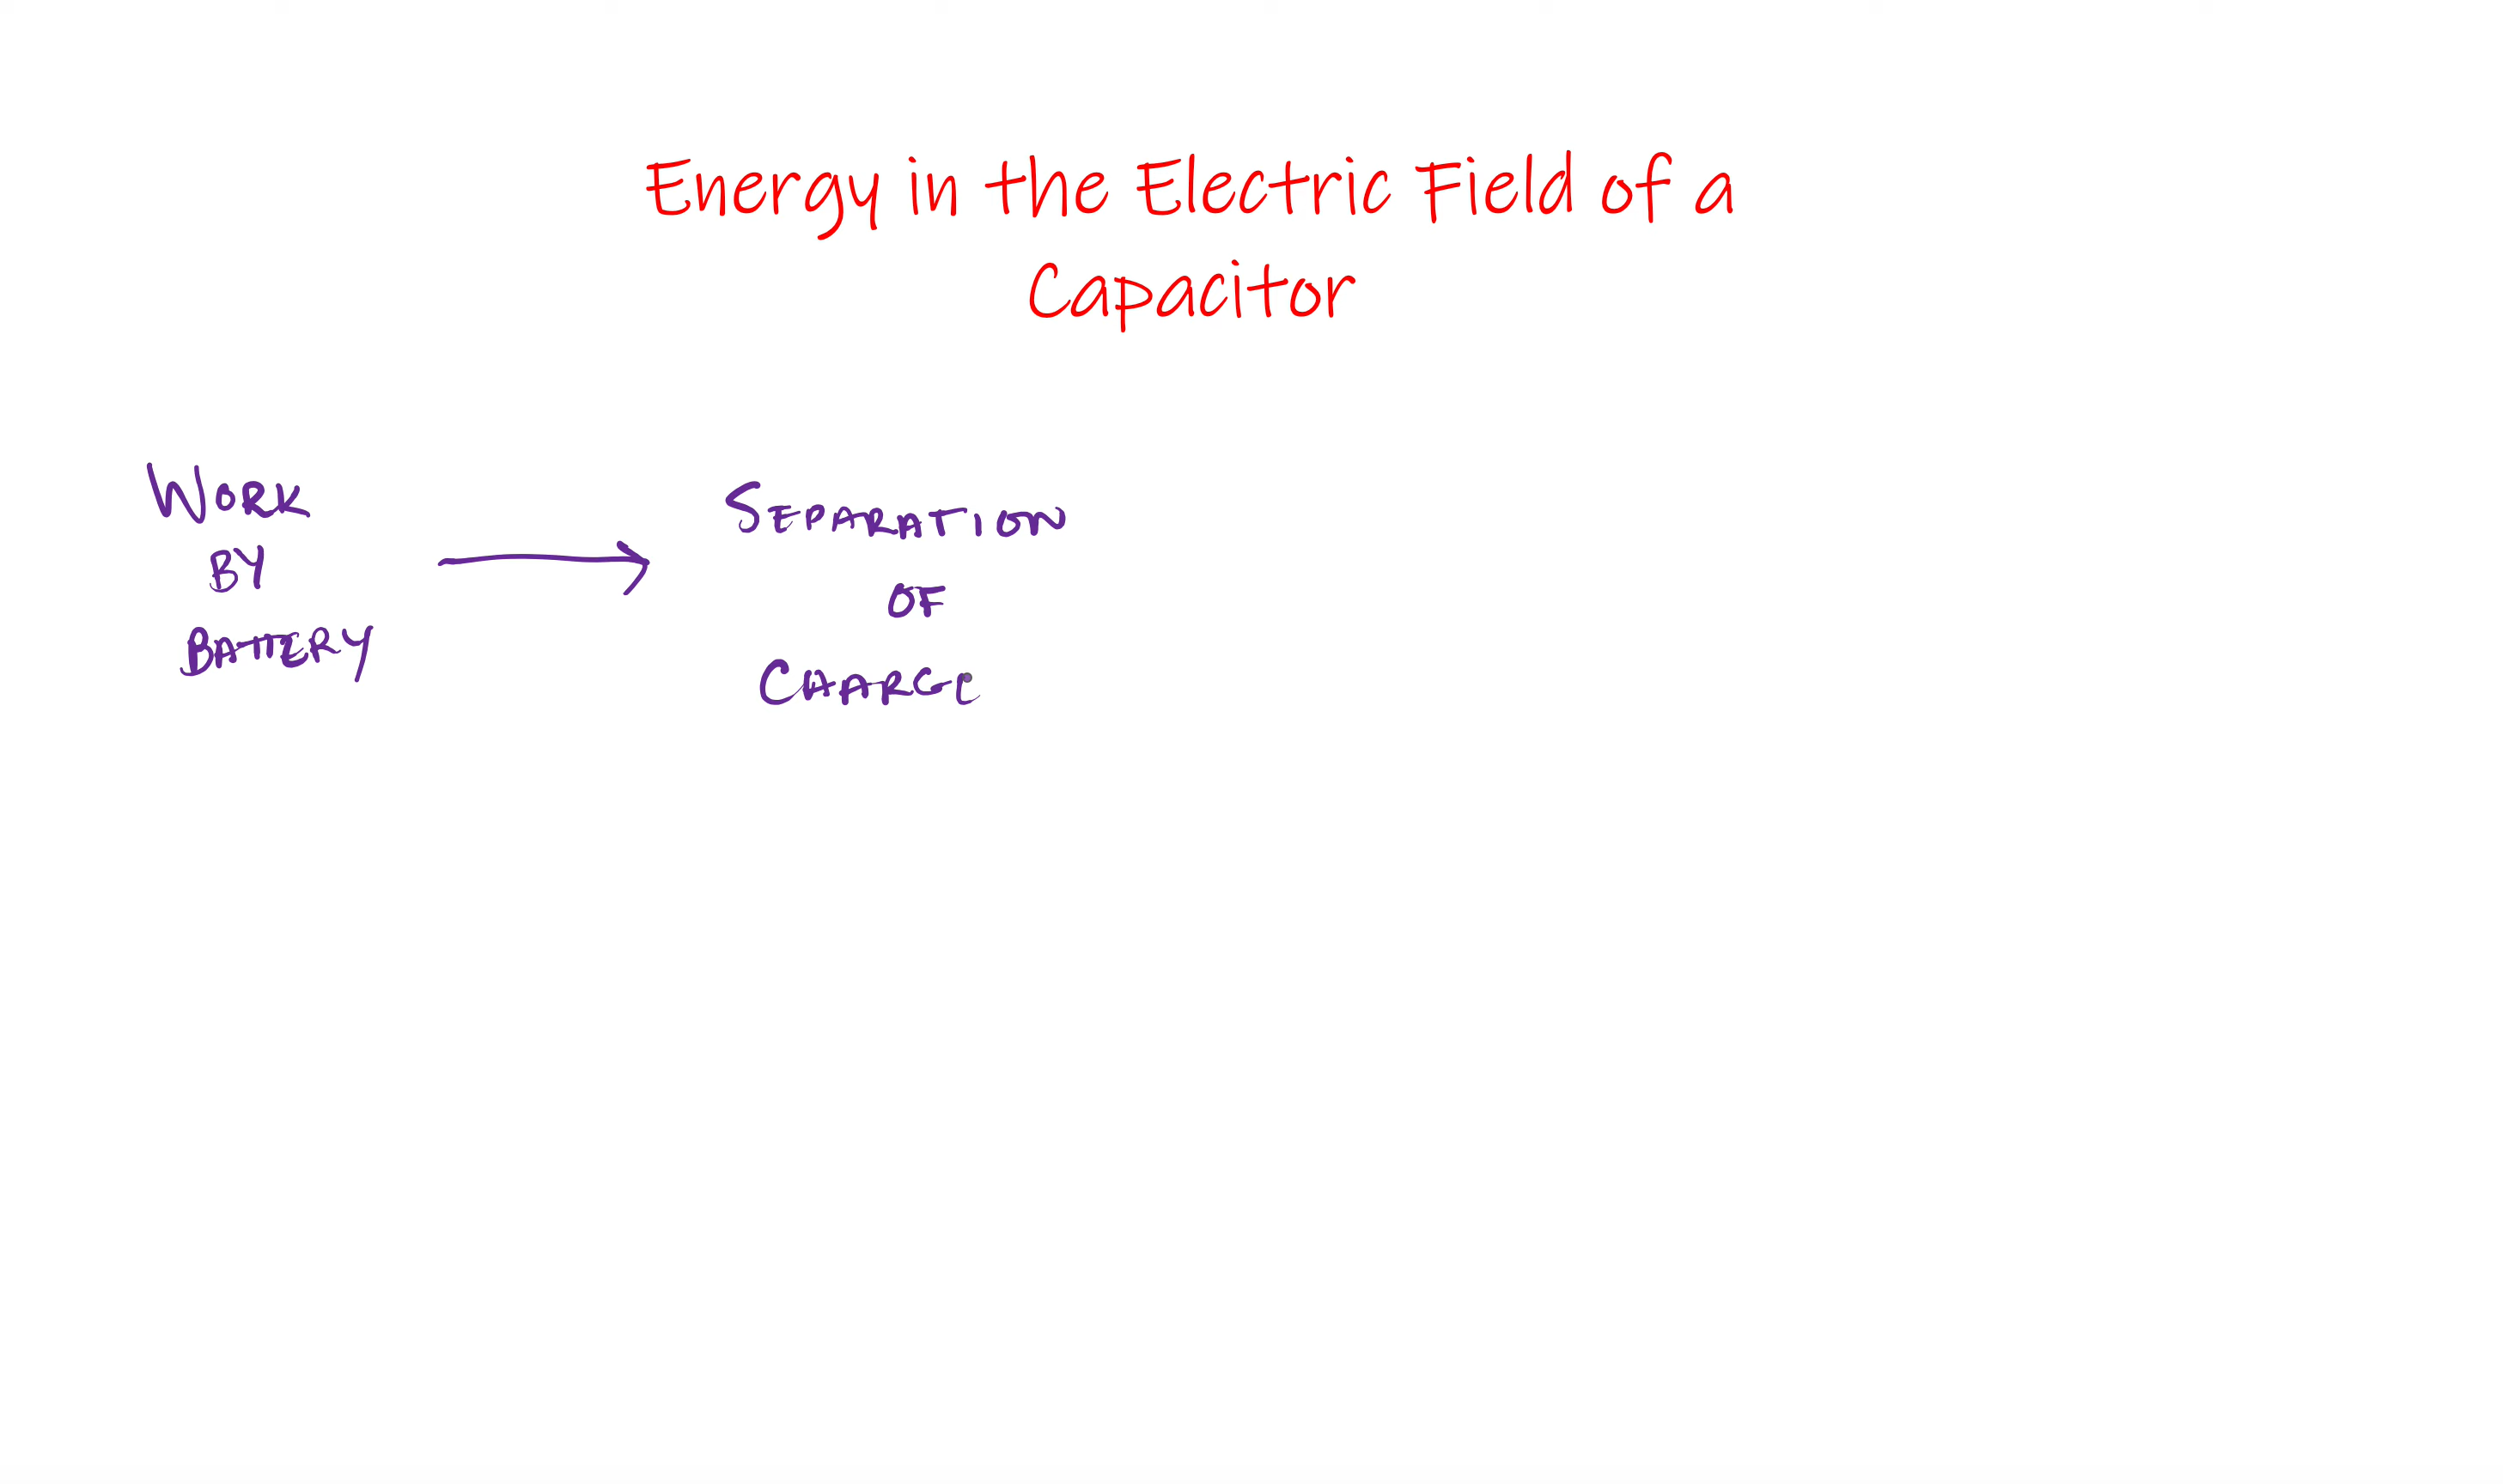 Energy in the Electric Field of a
Capacitor
WORK
BY
BATTERY
SEPARATION
OF
CHARGE